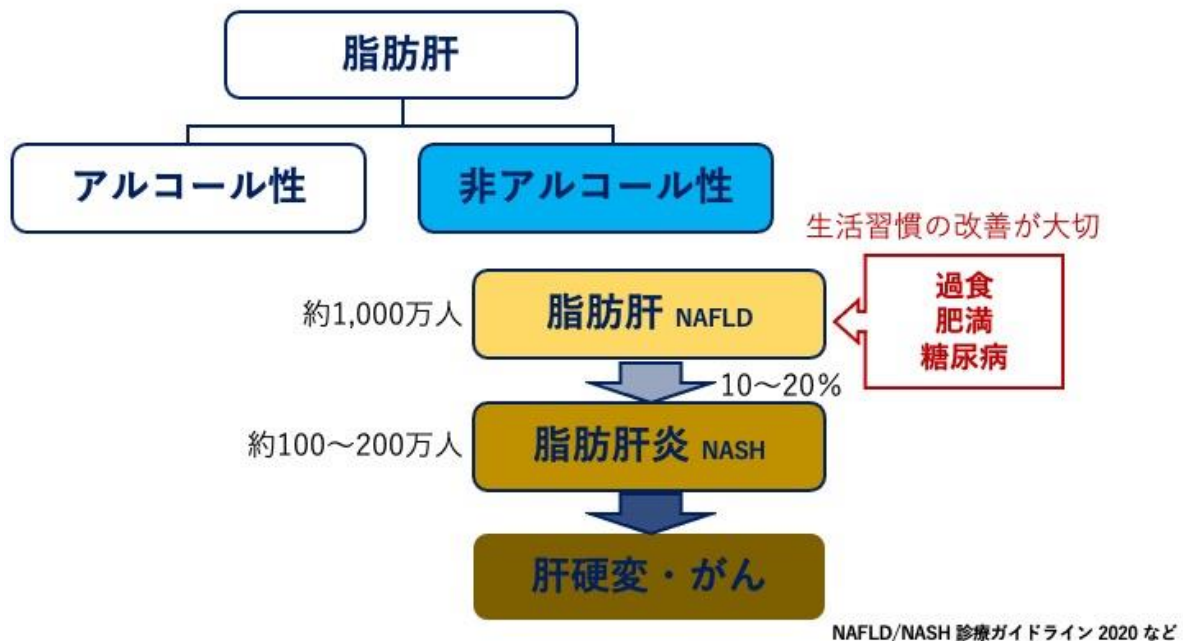 脂肪肝
アルコール性
非アルコール性
生活習慣の改善が大切
過食
肥満
糖尿病
約1,000万人
脂肪肝 NAFLD
10～20%
約100～200万人
脂肪肝炎 NASH
肝硬変・がん
NAFLD/NASH 診療ガイドライン 2020 など